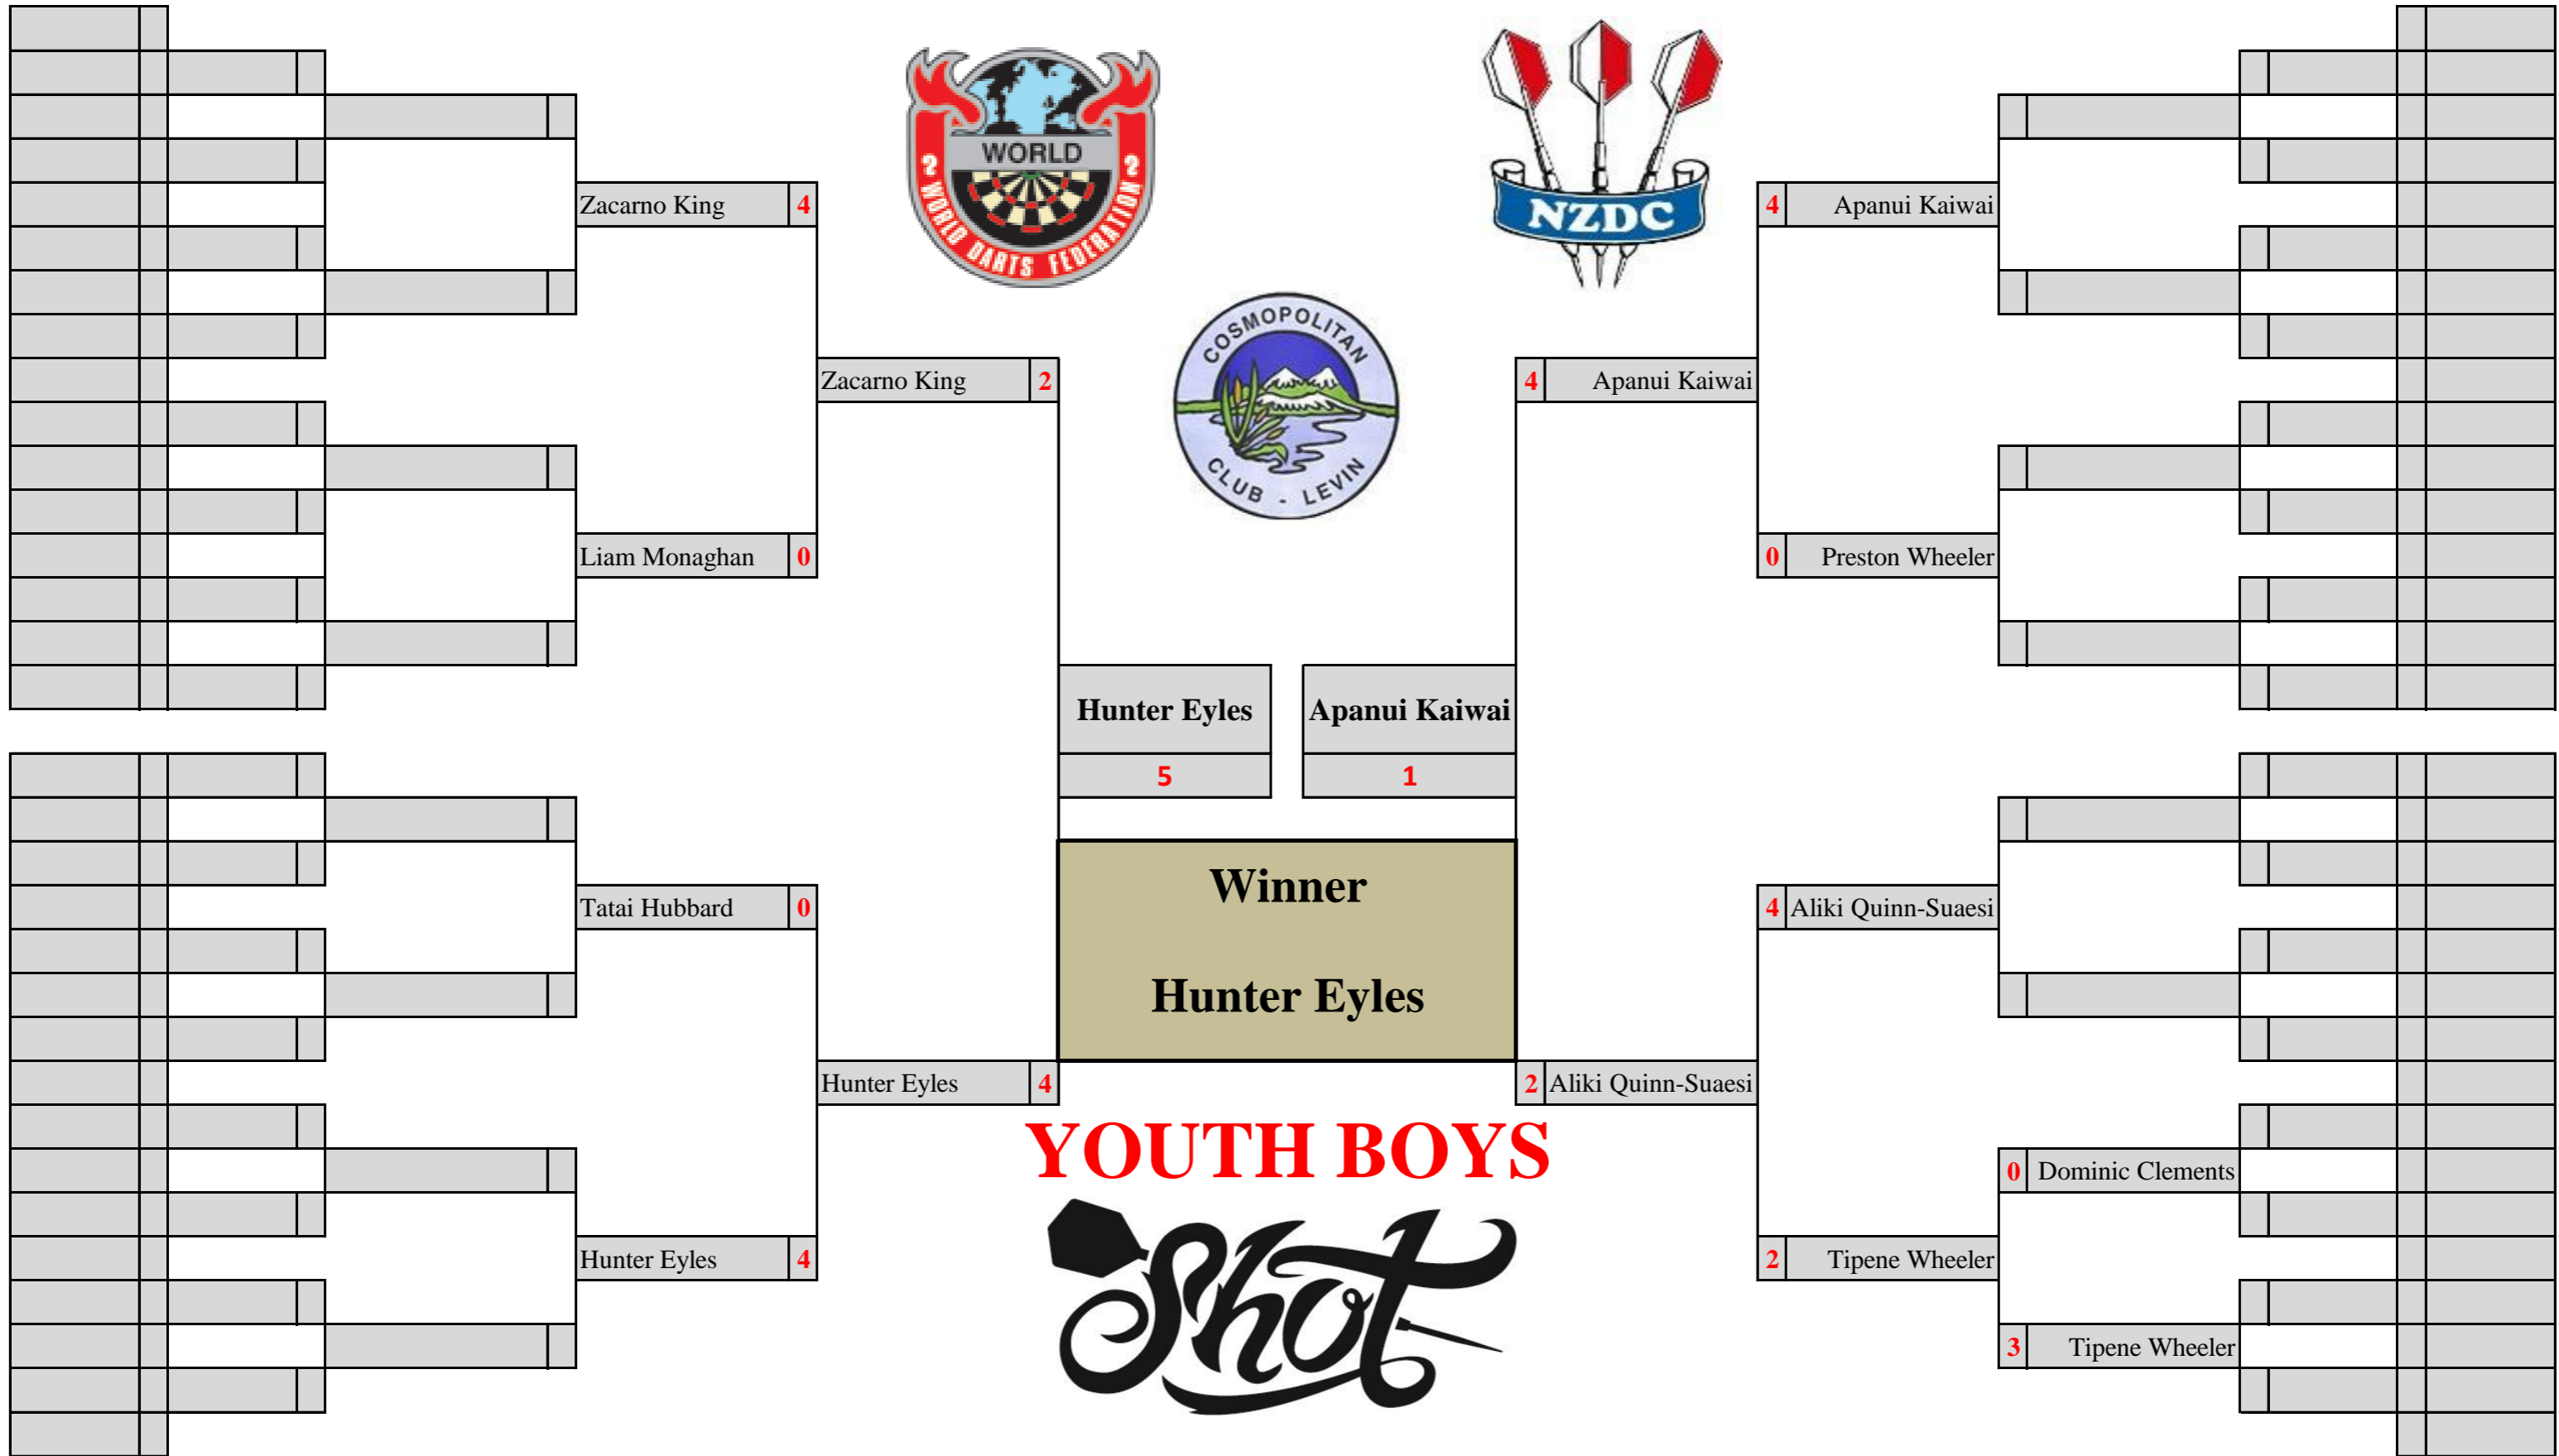 WORLD
2 WORLD DARTS FEDERATION 2
NZDC
COSMOPOLITAN
CLUB - LEVIN
Zacarno King 4
4 Apanui Kaiwai
Zacarno King 2
4 Apanui Kaiwai
Liam Monaghan 0
0 Preston Wheeler
Hunter Eyles
Apanui Kaiwai
5
1
Winner
Hunter Eyles
Tatai Hubbard 0
4 Aliki Quinn-Suaesi
Hunter Eyles 4
2 Aliki Quinn-Suaesi
YOUTH BOYS
0 Dominic Clements
Hunter Eyles 4
2 Tipene Wheeler
3 Tipene Wheeler
Shot